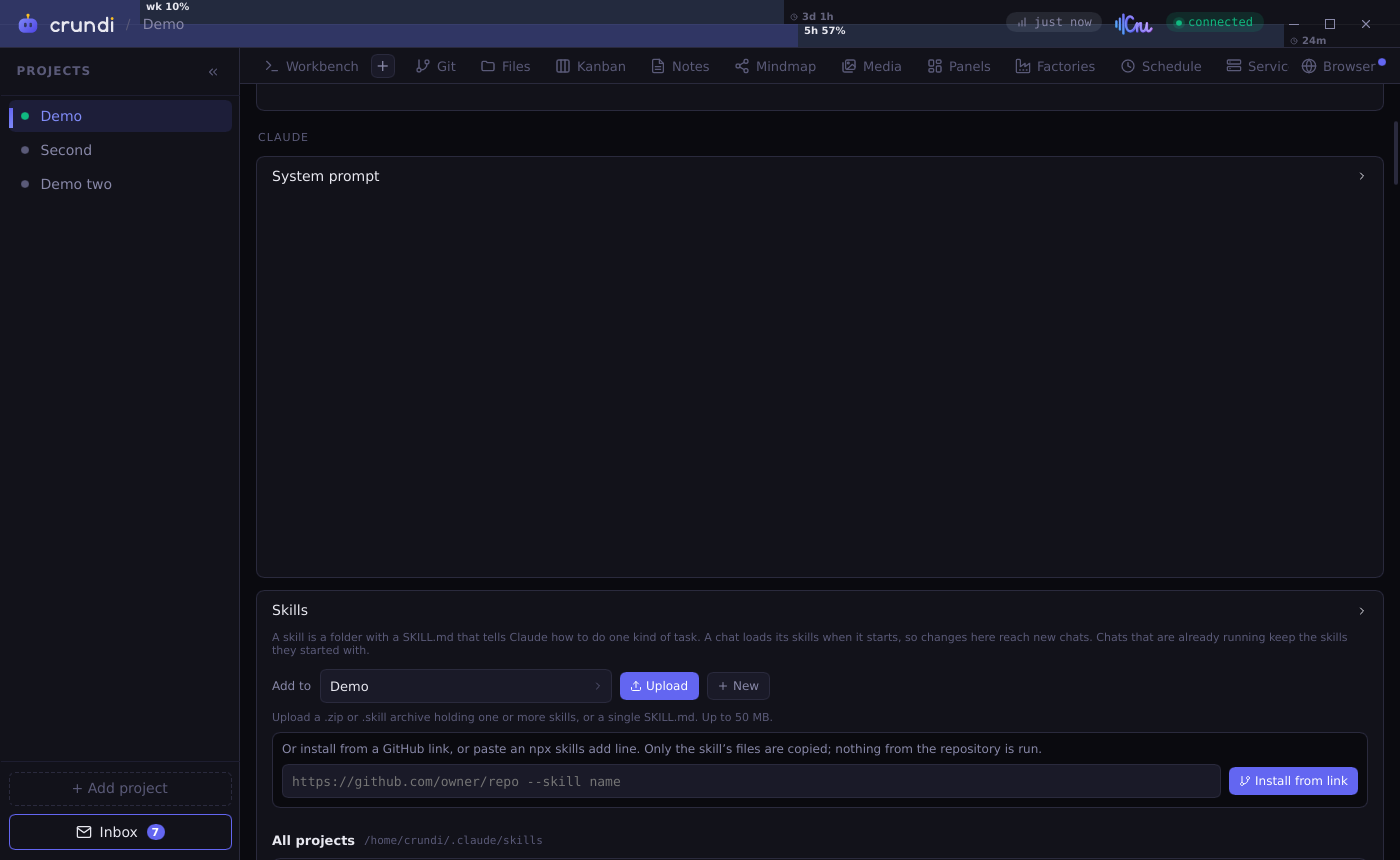 wk 10%
crundi / Demo
3d 1h
5h 57%
just now
Cru
connected
24m
PROJECTS
Workbench
Git
Files
Kanban
Notes
Mindmap
Media
Panels
Factories
Schedule
Servic
Browser
Demo
Second
Demo two
CLAUDE
System prompt
Skills
A skill is a folder with a SKILL.md that tells Claude how to do one kind of task. A chat loads its skills when it starts, so changes here reach new chats. Chats that are already running keep the skills
they started with.
Add to
Demo
Upload
+ New
Upload a .zip or .skill archive holding one or more skills, or a single SKILL.md. Up to 50 MB.
Or install from a GitHub link, or paste an npx skills add line. Only the skill’s files are copied; nothing from the repository is run.
https://github.com/owner/repo --skill name
Install from link
All projects /home/crundi/.claude/skills
+ Add project
Inbox 7